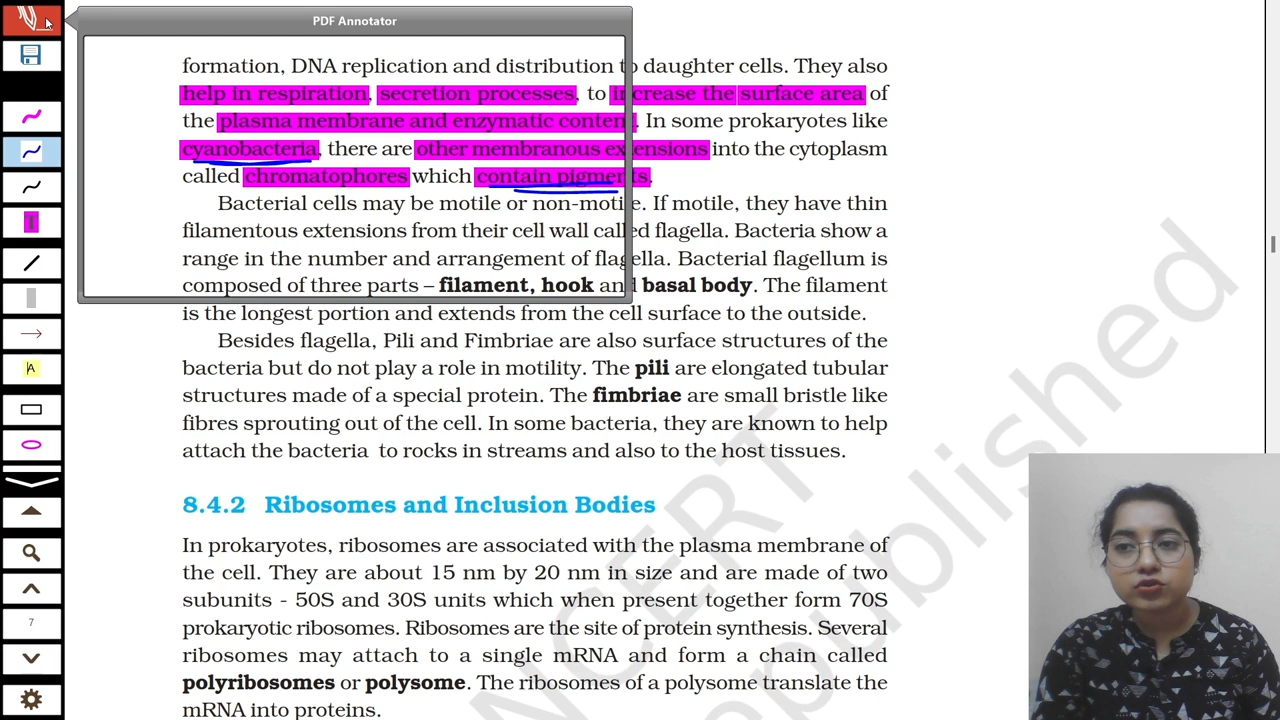 PDF Annotator
formation, DNA replication and distribution to daughter cells. They also
help in respiration, secretion processes, to increase the surface area of
the plasma membrane and enzymatic content. In some prokaryotes like
cyanobacteria, there are other membranous extensions into the cytoplasm
called chromatophores which contain pigments.
Bacterial cells may be motile or non-motile. If motile, they have thin
filamentous extensions from their cell wall called flagella. Bacteria show a
range in the number and arrangement of flagella. Bacterial flagellum is
composed of three parts – filament, hook and basal body. The filament
is the longest portion and extends from the cell surface to the outside.
Besides flagella, Pili and Fimbriae are also surface structures of the
bacteria but do not play a role in motility. The pili are elongated tubular
structures made of a special protein. The fimbriae are small bristle like
fibres sprouting out of the cell. In some bacteria, they are known to help
attach the bacteria to rocks in streams and also to the host tissues.
8.4.2 Ribosomes and Inclusion Bodies
In prokaryotes, ribosomes are associated with the plasma membrane of
the cell. They are about 15 nm by 20 nm in size and are made of two
subunits - 50S and 30S units which when present together form 70S
prokaryotic ribosomes. Ribosomes are the site of protein synthesis. Several
ribosomes may attach to a single mRNA and form a chain called
polyribosomes or polysome. The ribosomes of a polysome translate the
mRNA into proteins.
NCERT
republished
T
A
7